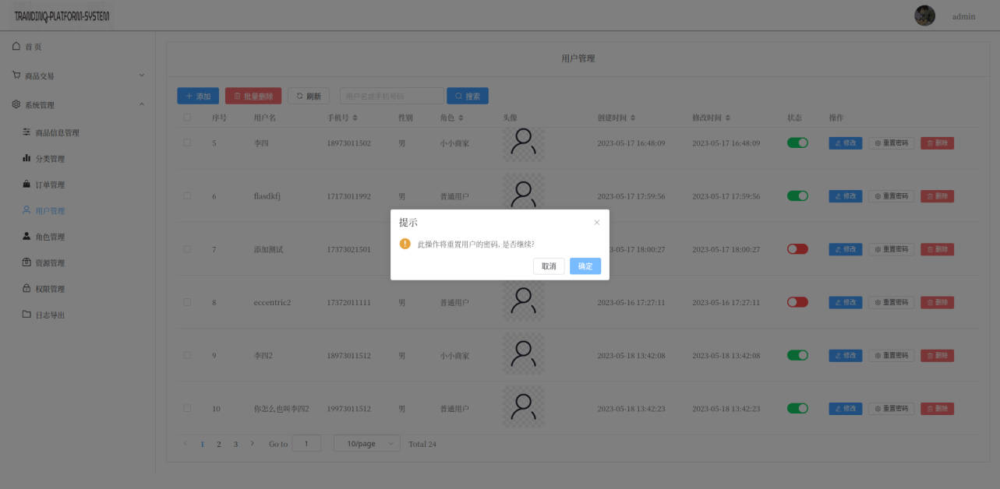 TRANDINQ-PLATFORM-SYSTEM
admin
首页
商品交易
系统管理
商品信息管理
分类管理
订单管理
用户管理
角色管理
资源管理
权限管理
日志导出
用户管理
添加 批量删除 刷新 用户名或手机号码 搜索
序号 用户名 手机号 性别 角色 头像 创建时间 修改时间 状态 操作
5 李四 18973011502 男 小小商家 2023-05-17 16:48:09 2023-05-17 16:48:09 修改 重置密码 删除
6 flasdkfj 17173011992 男 普通用户 2023-05-17 17:59:56 2023-05-17 17:59:56 修改 重置密码 删除
7 添加测试 17373021501 3-05-17 18:00:27 2023-05-17 18:00:27 修改 重置密码 删除
8 eccentric2 17372011111 男 普通用户 2023-05-16 17:27:11 2023-05-16 17:27:11 修改 重置密码 删除
9 李四2 18973011512 男 小小商家 2023-05-18 13:42:08 2023-05-18 13:42:08 修改 重置密码 删除
10 你怎么也叫李四2 19973011512 男 普通用户 2023-05-18 13:42:23 2023-05-18 13:42:23 修改 重置密码 删除
1 2 3 Go to 1 10/page Total 24
提示
此操作将重置用户的密码, 是否继续?
取消 确定